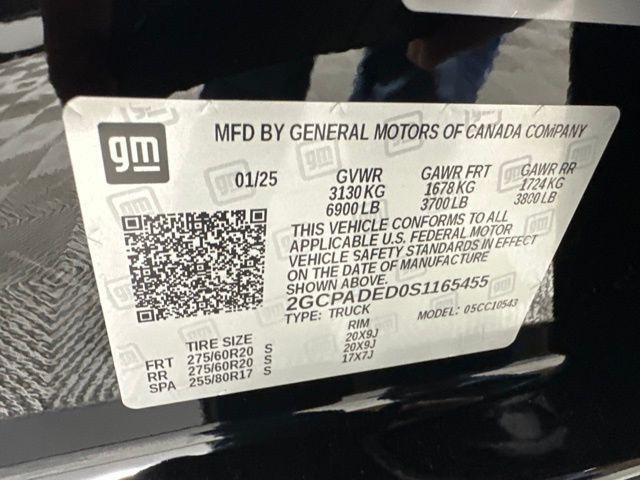 gm
MFD BY GENERAL MOTORS OF CANADA COMPANY
01/25 GVWR GAWR FRT GAWR RR
3130 KG 1678 KG 1724 KG
6900 LB 3700 LB 3800 LB
THIS VEHICLE CONFORMS TO ALL
APPLICABLE U.S. FEDERAL MOTOR
VEHICLE SAFETY STANDARDS IN EFFECT
ON THE DATE OF MANUFACTURE
SHOWN ABOVE.
2GCPADED0S1165455
TYPE: TRUCK MODEL: 05CC10543
TIRE SIZE RIM
FRT 275/60R20 S 20X9J
RR 275/60R20 S 20X9J
SPA 255/80R17 S 17X7J